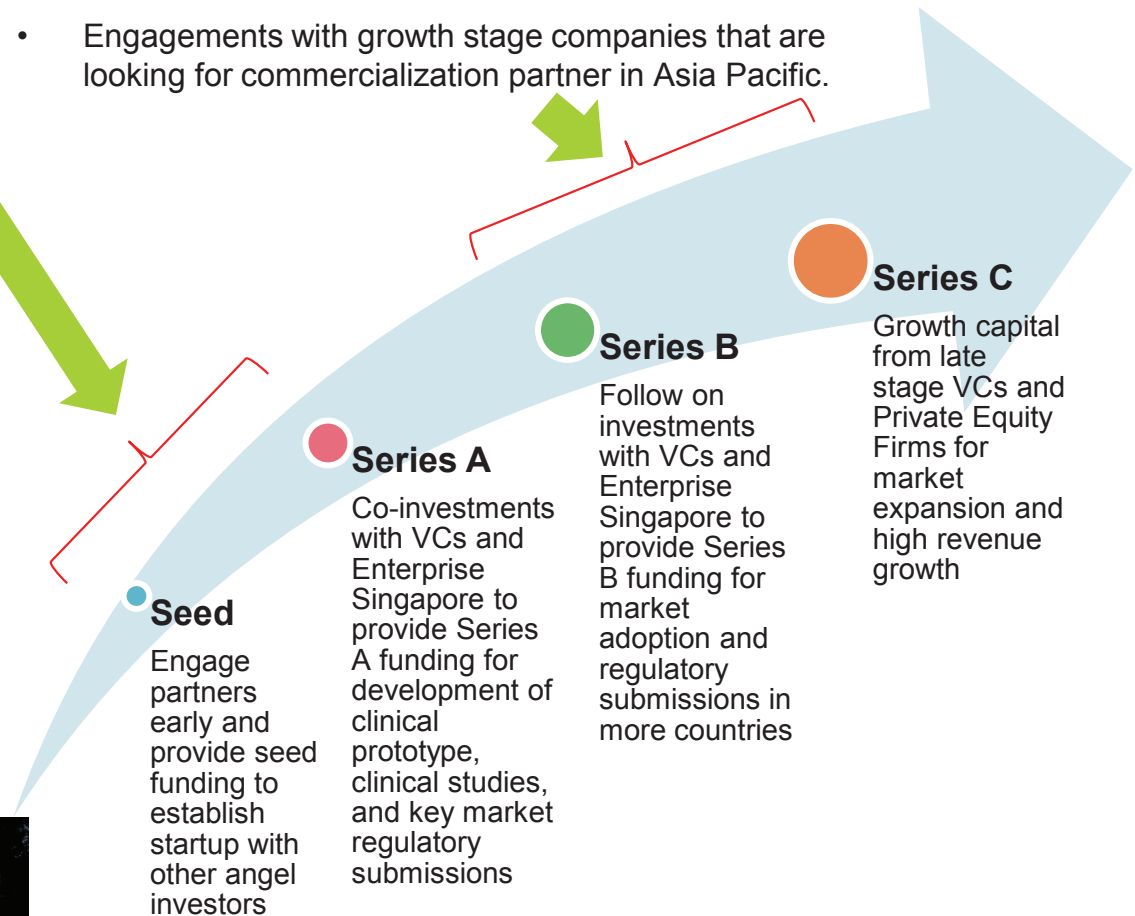 • Engagements with growth stage companies that are
looking for commercialization partner in Asia Pacific.
Seed
Engage
partners
early and
provide seed
funding to
establish
startup with
other angel
investors
Series A
Co-investments
with VCs and
Enterprise
Singapore to
provide Series
A funding for
development of
clinical
prototype,
clinical studies,
and key market
regulatory
submissions
Series B
Follow on
investments
with VCs and
Enterprise
Singapore to
provide Series
B funding for
market
adoption and
regulatory
submissions in
more countries
Series C
Growth capital
from late
stage VCs and
Private Equity
Firms for
market
expansion and
high revenue
growth